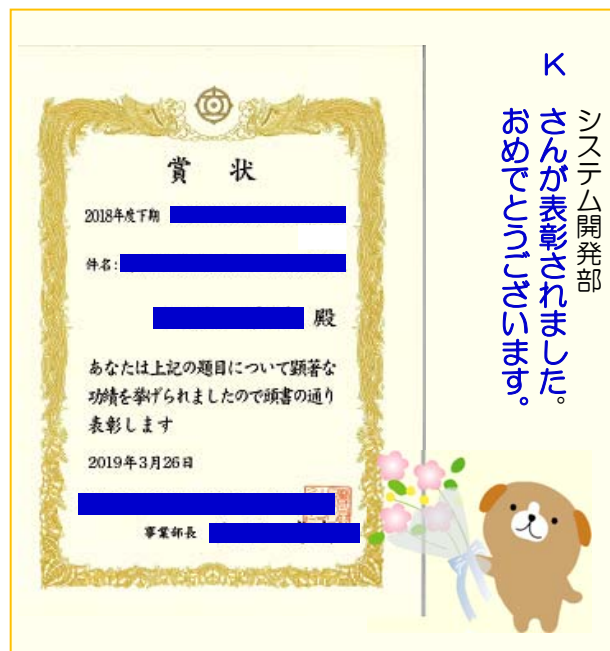 システム開発部
K さんが表彰されました。
おめでとうございます。
賞 状
2018年度下期
件名:
殿
あなたは上記の題目について顕著な
功績を挙げられましたので頭書の通り
表彰します
2019年3月26日
事業部長